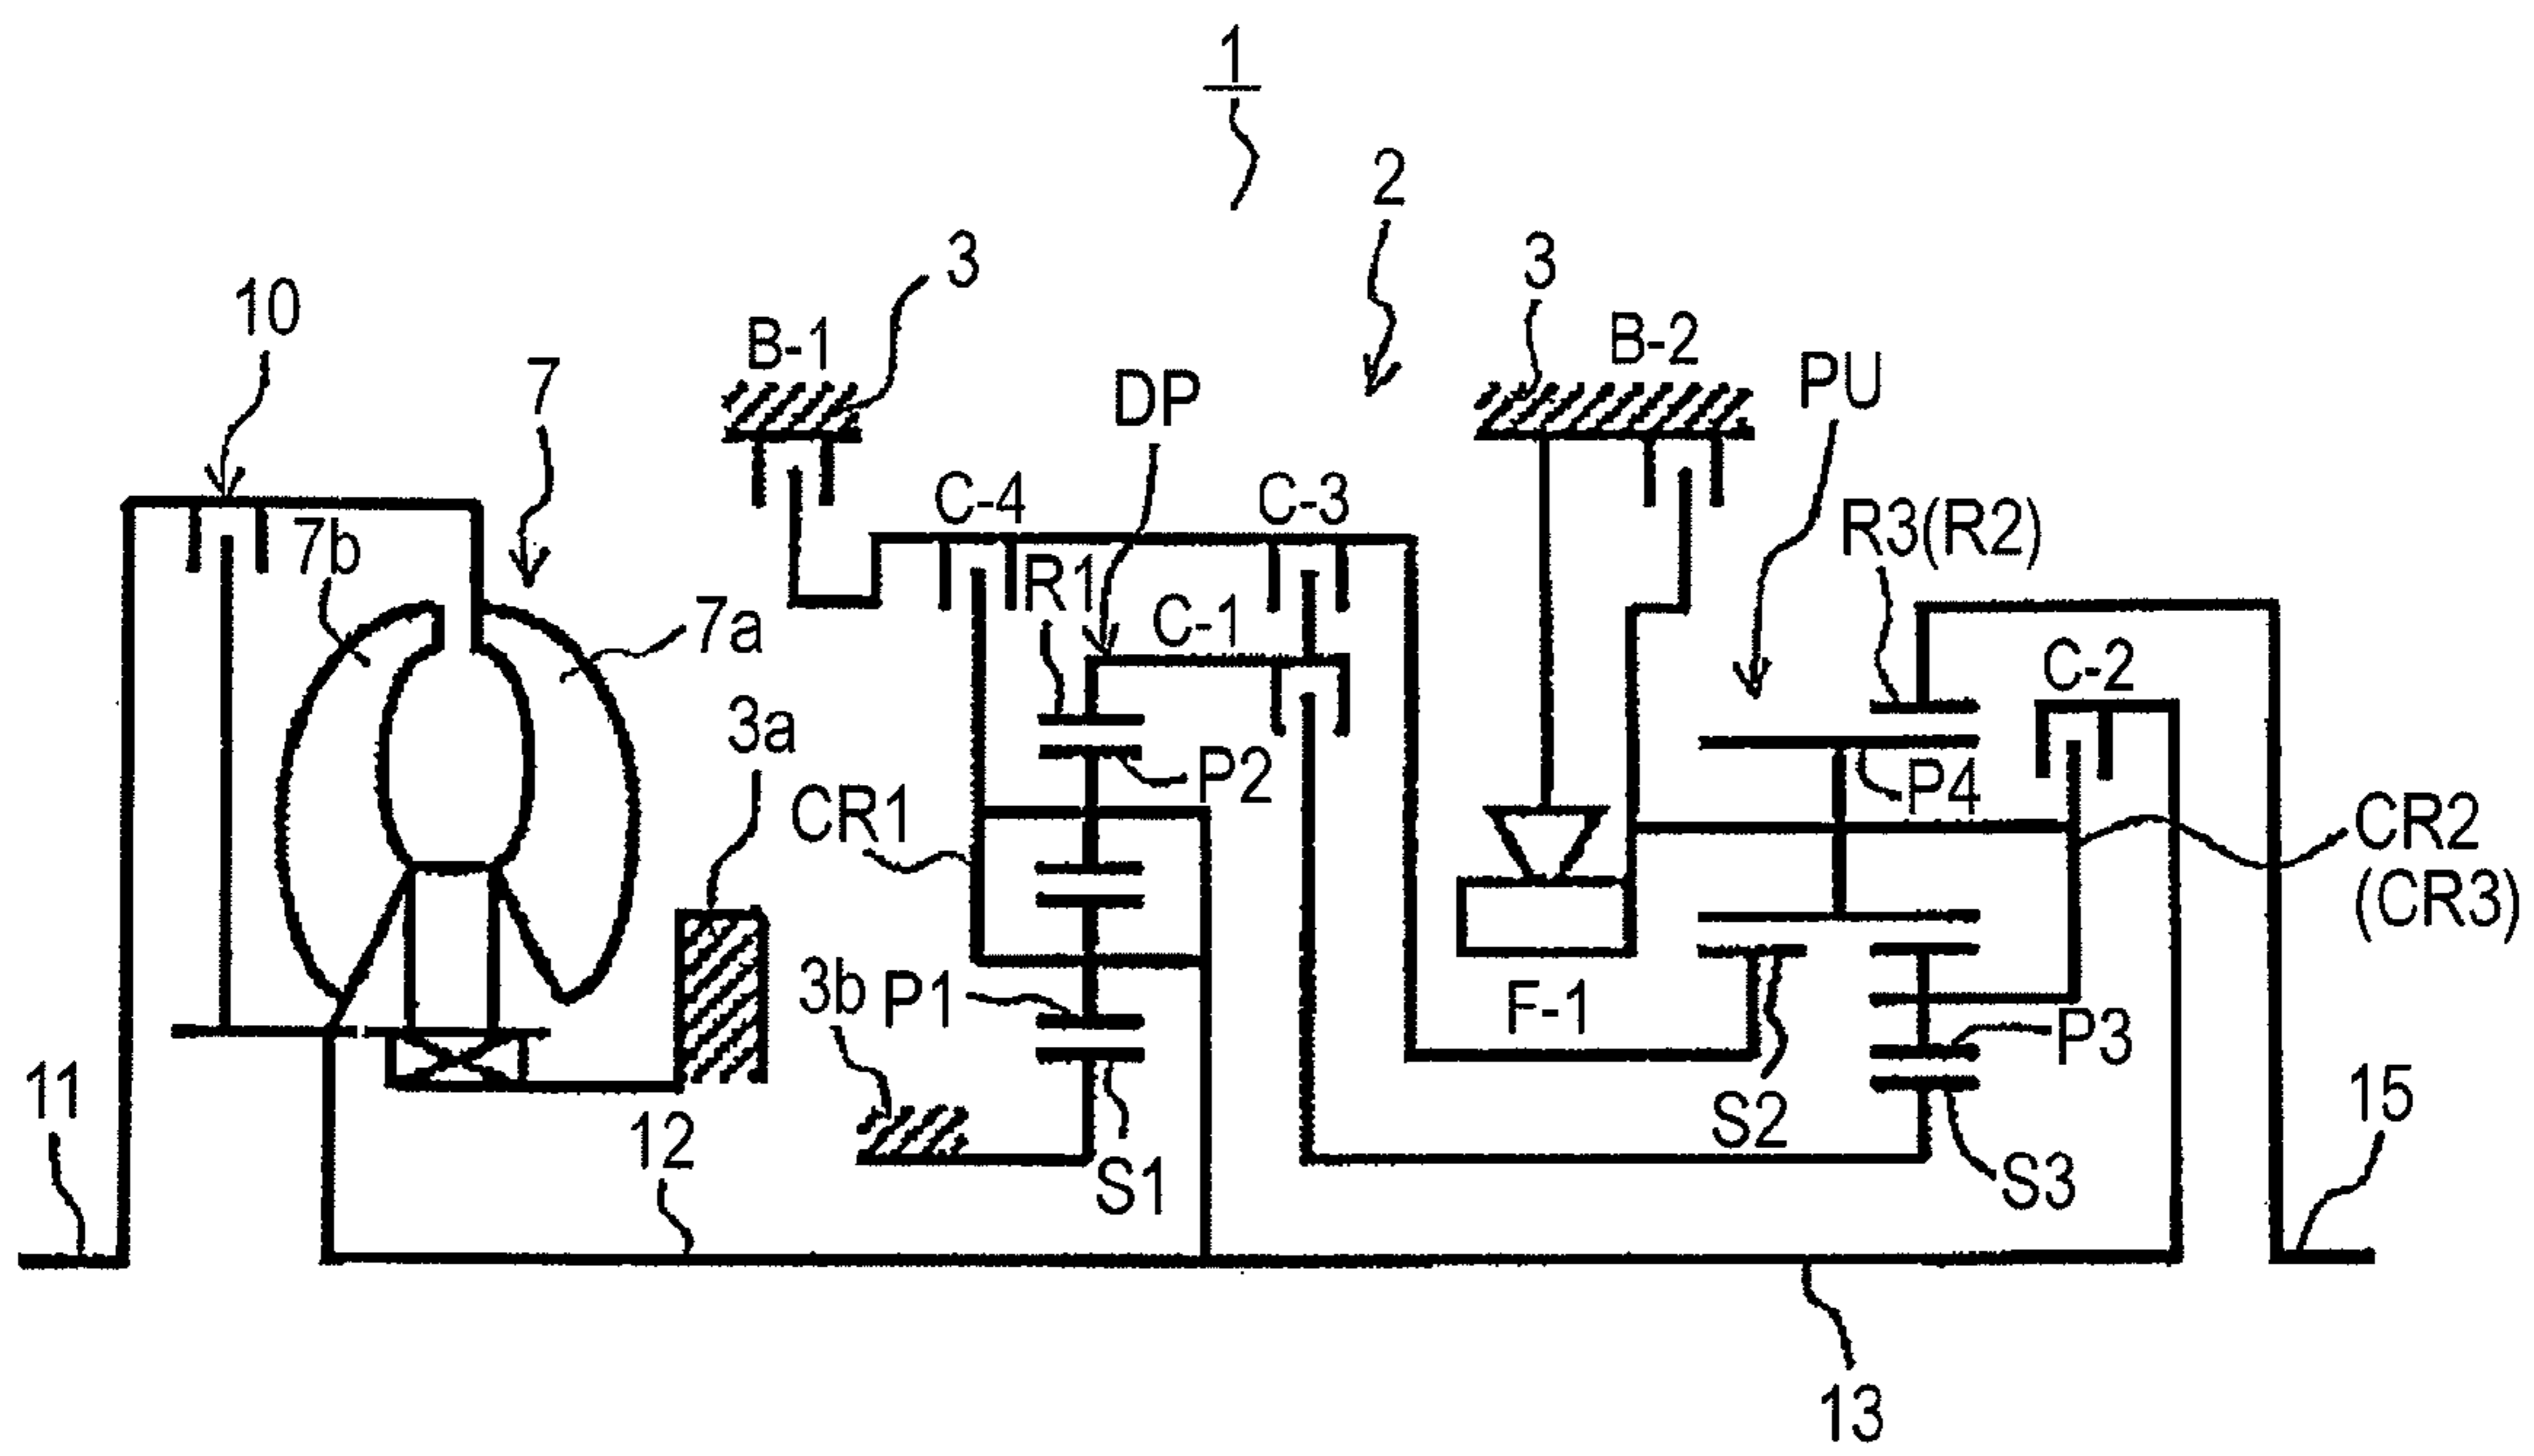 1
2
3
3
10
B-1
B-2
7
DP
PU
C-4
C-3
R3(R2)
7b
R1
C-1
7a
C-2
3a
P2
P4
CR1
CR2
(CR3)
3b
P1
F-1
P3
11
12
S1
S2
S3
15
13